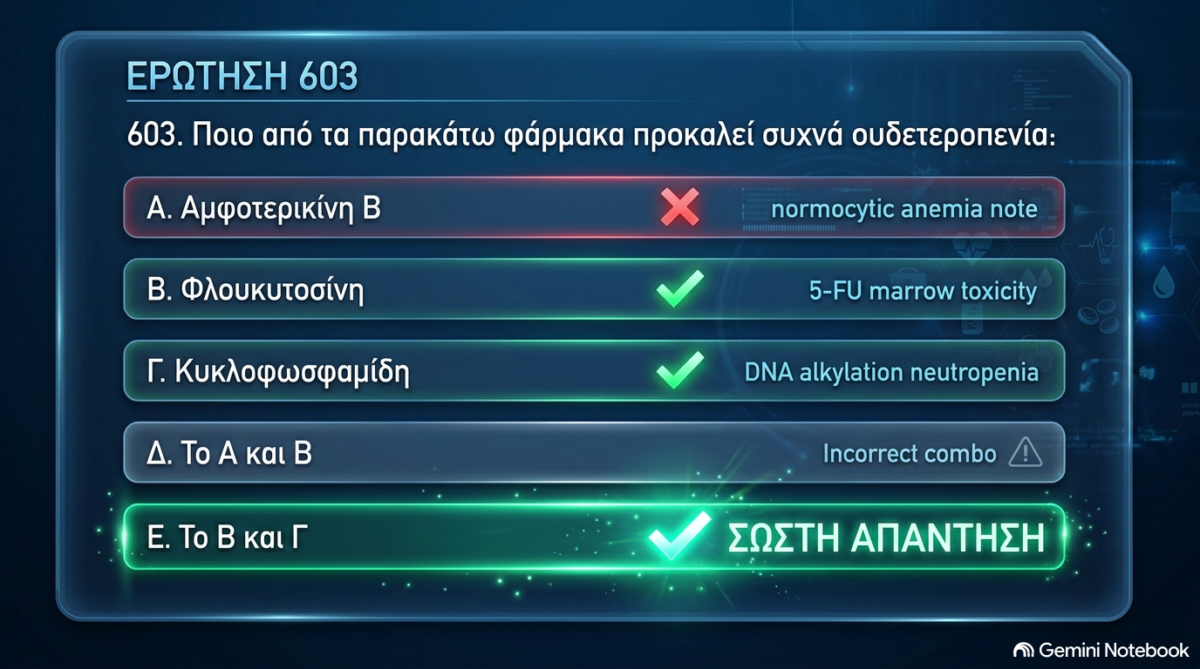 ΕΡΩΤΗΣΗ 603
603. Ποιο από τα παρακάτω φάρμακα προκαλεί συχνά ουδετεροπενία:
Α. Αμφοτερικίνη Β
normocytic anemia note
Β. Φλουκυτοσίνη
5-FU marrow toxicity
Γ. Κυκλοφωσφαμίδη
DNA alkylation neutropenia
Δ. Το Α και Β
Incorrect combo
Ε. Το Β και Γ
ΣΩΣΤΗ ΑΠΑΝΤΗΣΗ
Gemini Notebook